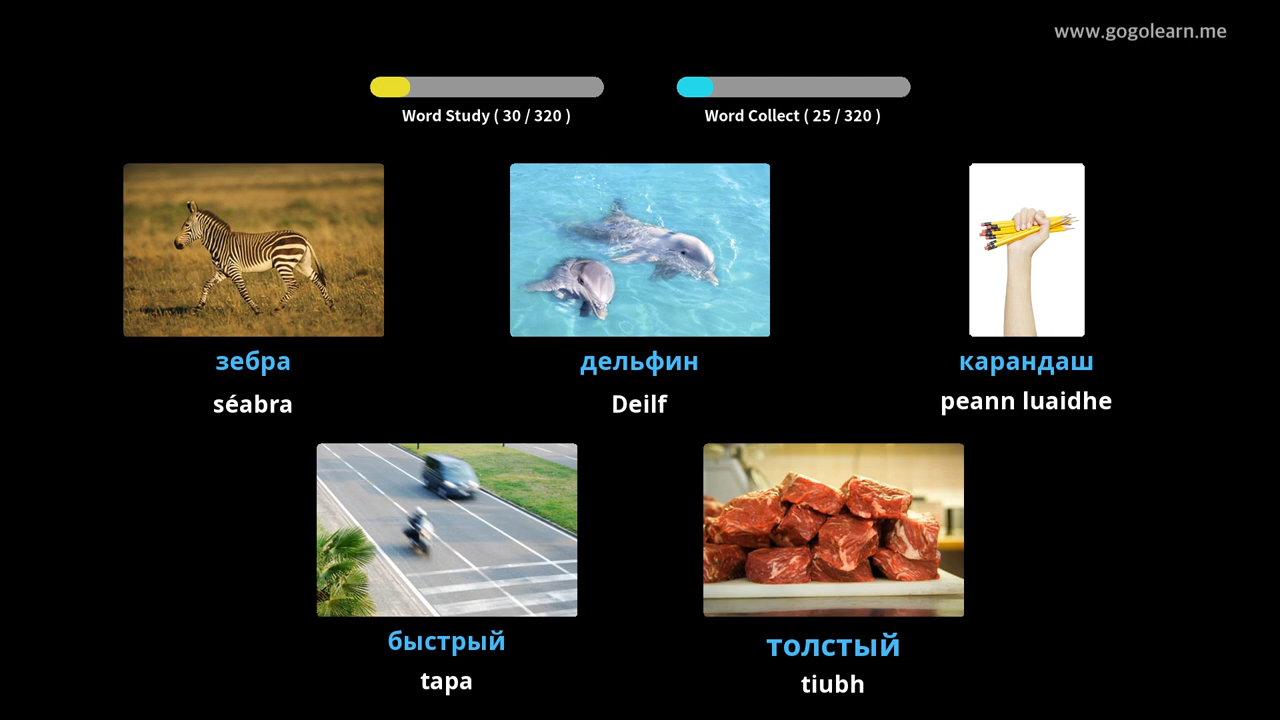 www.gogolearn.me
Word Study ( 30 / 320 )
Word Collect ( 25 / 320 )
зебра
дельфин
карандаш
séabra
Deilf
peann luaidhe
быстрый
толстый
tapa
tiubh